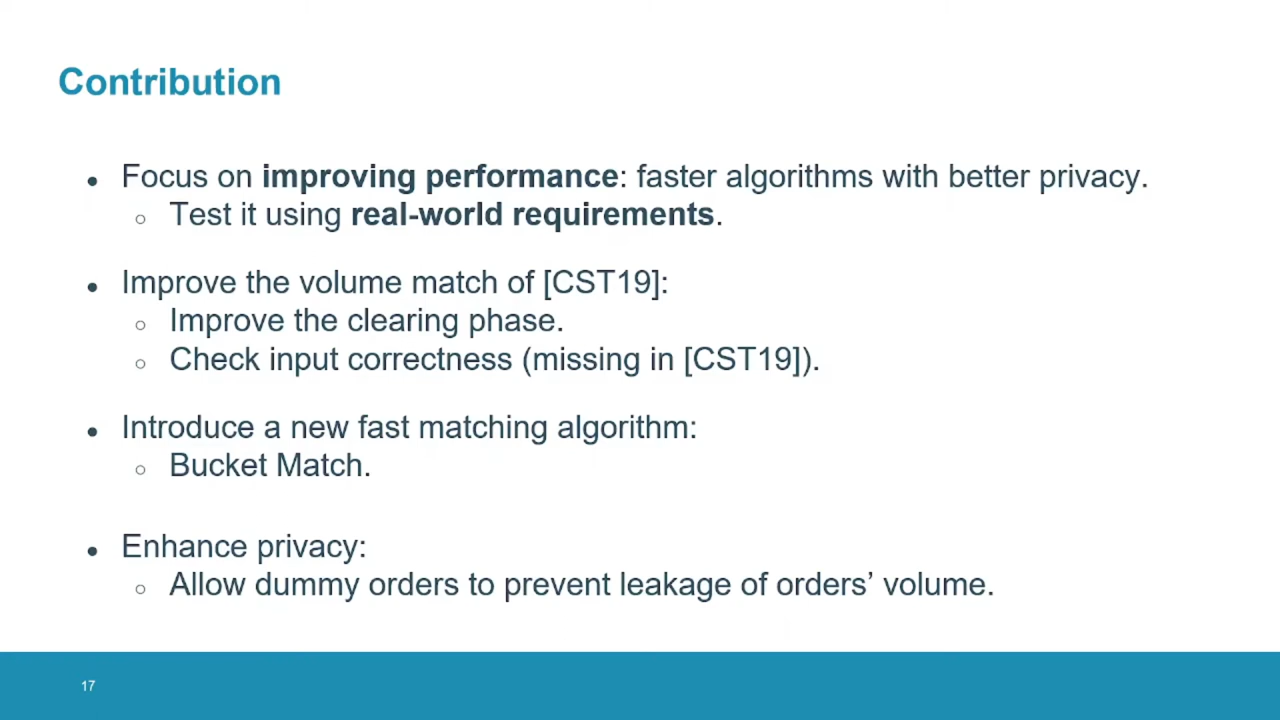 Contribution
● Focus on improving performance: faster algorithms with better privacy.
○ Test it using real-world requirements.
● Improve the volume match of [CST19]:
○ Improve the clearing phase.
○ Check input correctness (missing in [CST19]).
● Introduce a new fast matching algorithm:
○ Bucket Match.
● Enhance privacy:
○ Allow dummy orders to prevent leakage of orders’ volume.
17